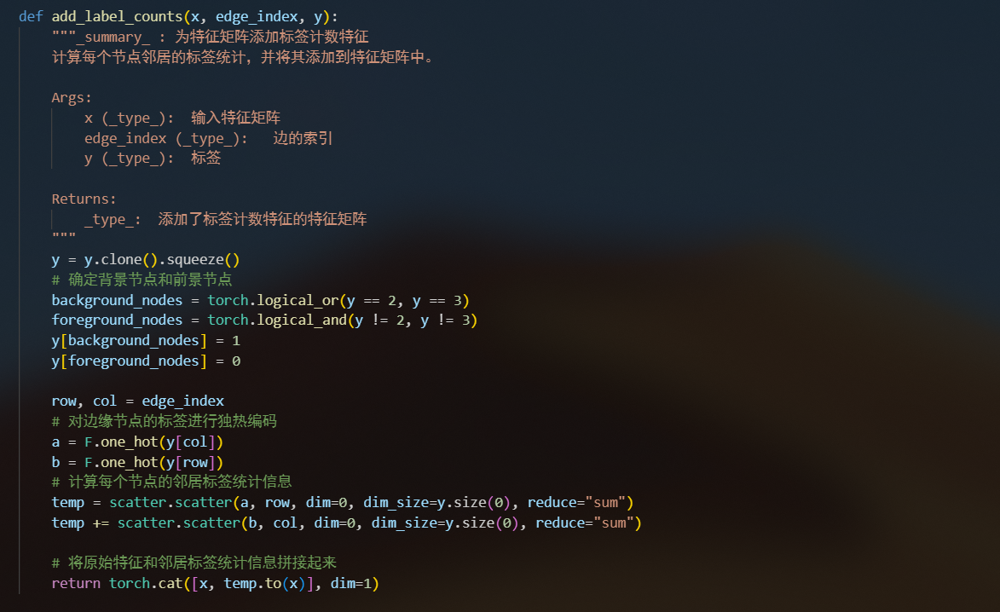 def add_label_counts(x, edge_index, y):
    """_summary_ : 为特征矩阵添加标签计数特征
    计算每个节点邻居的标签统计，并将其添加到特征矩阵中。

    Args:
        x (_type_):  输入特征矩阵
        edge_index (_type_):   边的索引
        y (_type_):  标签

    Returns:
        _type_:  添加了标签计数特征的特征矩阵
    """
    y = y.clone().squeeze()
    # 确定背景节点和前景节点
    background_nodes = torch.logical_or(y == 2, y == 3)
    foreground_nodes = torch.logical_and(y != 2, y != 3)
    y[background_nodes] = 1
    y[foreground_nodes] = 0

    row, col = edge_index
    # 对边缘节点的标签进行独热编码
    a = F.one_hot(y[col])
    b = F.one_hot(y[row])
    # 计算每个节点的邻居标签统计信息
    temp = scatter.scatter(a, row, dim=0, dim_size=y.size(0), reduce="sum")
    temp += scatter.scatter(b, col, dim=0, dim_size=y.size(0), reduce="sum")

    # 将原始特征和邻居标签统计信息拼接起来
    return torch.cat([x, temp.to(x)], dim=1)